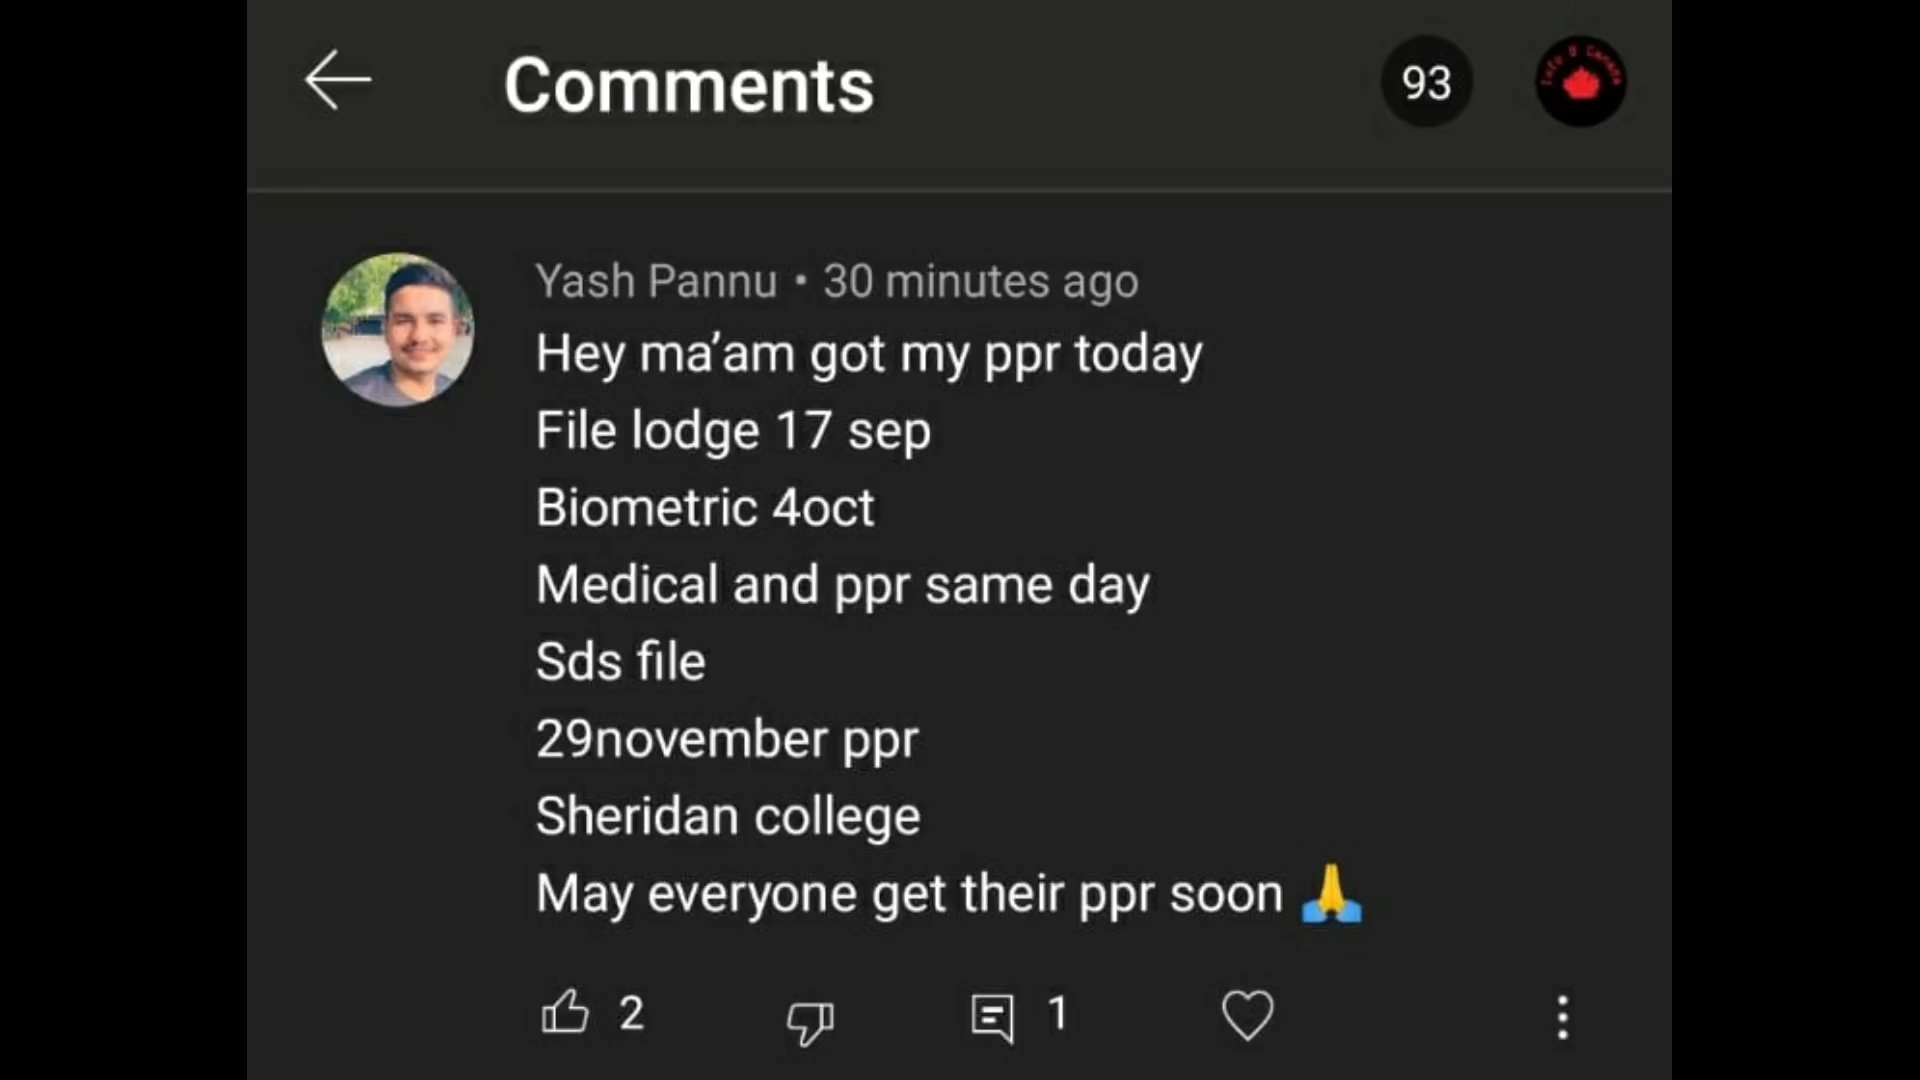 Comments
93
Info O Canada
Yash Pannu • 30 minutes ago
Hey ma’am got my ppr today
File lodge 17 sep
Biometric 4oct
Medical and ppr same day
Sds file
29november ppr
Sheridan college
May everyone get their ppr soon 🙏
2
1